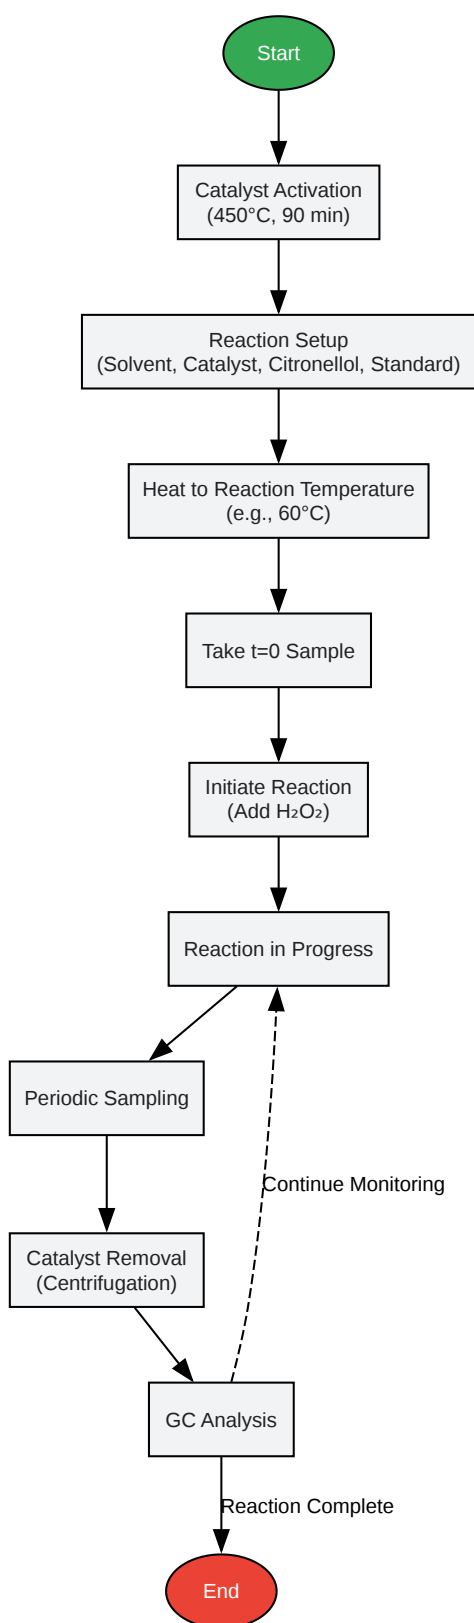 Start
Catalyst Activation
(450°C, 90 min)
Reaction Setup
(Solvent, Catalyst, Citronellol, Standard)
Heat to Reaction Temperature
(e.g., 60°C)
Take t=0 Sample
Initiate Reaction
(Add H₂O₂)
Reaction in Progress
Periodic Sampling
Continue Monitoring
Catalyst Removal
(Centrifugation)
GC Analysis
Reaction Complete
End